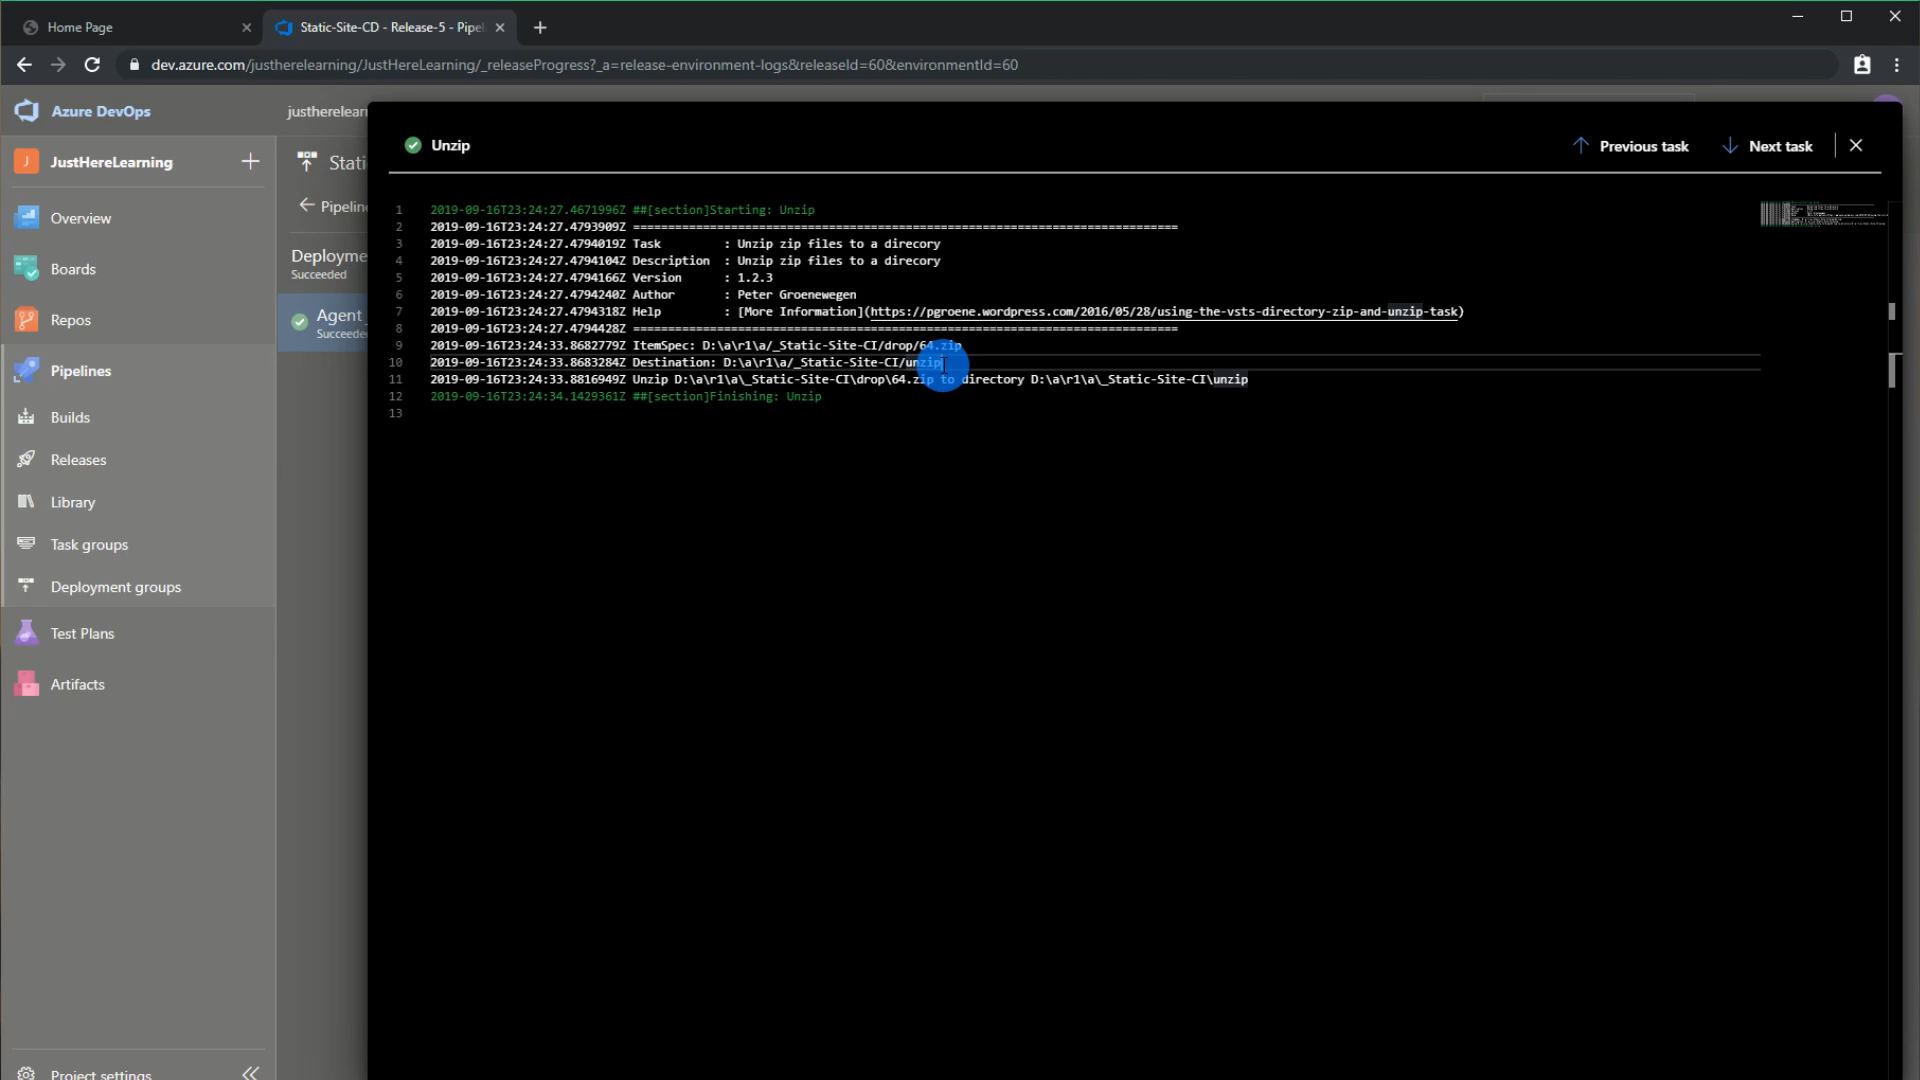 Home Page
Static-Site-CD - Release-5 - Pipel
dev.azure.com/justherelearning/JustHereLearning/_releaseProgress?_a=release-environment-logs&releaseId=60&environmentId=60
Azure DevOps
justherelearn
J JustHereLearning
Overview
Boards
Repos
Pipelines
Builds
Releases
Library
Task groups
Deployment groups
Test Plans
Artifacts
Project settings
Stati
Pipelin
Deployme
Succeeded
Agent
Succeede
Unzip
Previous task
Next task
1 2019-09-16T23:24:27.4671996Z ##[section]Starting: Unzip
2 2019-09-16T23:24:27.4793909Z ==============================================================================
3 2019-09-16T23:24:27.4794019Z Task         : Unzip zip files to a direcory
4 2019-09-16T23:24:27.4794104Z Description  : Unzip zip files to a direcory
5 2019-09-16T23:24:27.4794166Z Version      : 1.2.3
6 2019-09-16T23:24:27.4794240Z Author       : Peter Groenewegen
7 2019-09-16T23:24:27.4794318Z Help         : [More Information](https://pgroene.wordpress.com/2016/05/28/using-the-vsts-directory-zip-and-unzip-task)
8 2019-09-16T23:24:27.4794428Z ==============================================================================
9 2019-09-16T23:24:33.8682779Z ItemSpec: D:\a\r1\a/_Static-Site-CI/drop/64.zip
10 2019-09-16T23:24:33.8683284Z Destination: D:\a\r1\a/_Static-Site-CI/unzip
11 2019-09-16T23:24:33.8816949Z Unzip D:\a\r1\a\_Static-Site-CI\drop\64.zip to directory D:\a\r1\a\_Static-Site-CI\unzip
12 2019-09-16T23:24:34.1429361Z ##[section]Finishing: Unzip
13